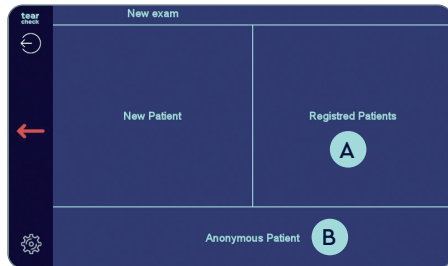 tear
check
New exam
New Patient
Registred Patients
A
Anonymous Patient B